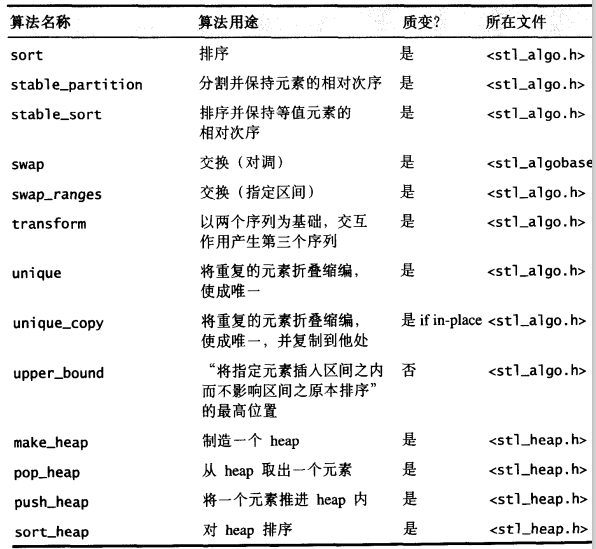 算法名称 算法用途 质变? 所在文件
sort 排序 是 <stl_algo.h>
stable_partition 分割并保持元素的相对次序 是 <stl_algo.h>
stable_sort 排序并保持等值元素的 是 <stl_algo.h>
相对次序
swap 交换（对调） 是 <stl_algobase
swap_ranges 交换（指定区间） 是 <stl_algo.h>
transform 以两个序列为基础，交互 是 <stl_algo.h>
作用产生第三个序列
unique 将重复的元素折叠缩编， 是 <stl_algo.h>
使成唯一
unique_copy 将重复的元素折叠缩编， 是 if in-place <stl_algo.h>
使成唯一，并复制到他处
upper_bound “将指定元素插入区间之内 否 <stl_algo.h>
而不影响区间之原本排序”
的最高位置
make_heap 制造一个 heap 是 <stl_heap.h>
pop_heap 从 heap 取出一个元素 是 <stl_heap.h>
push_heap 将一个元素推进 heap 内 是 <stl_heap.h>
sort_heap 对 heap 排序 是 <stl_heap.h>